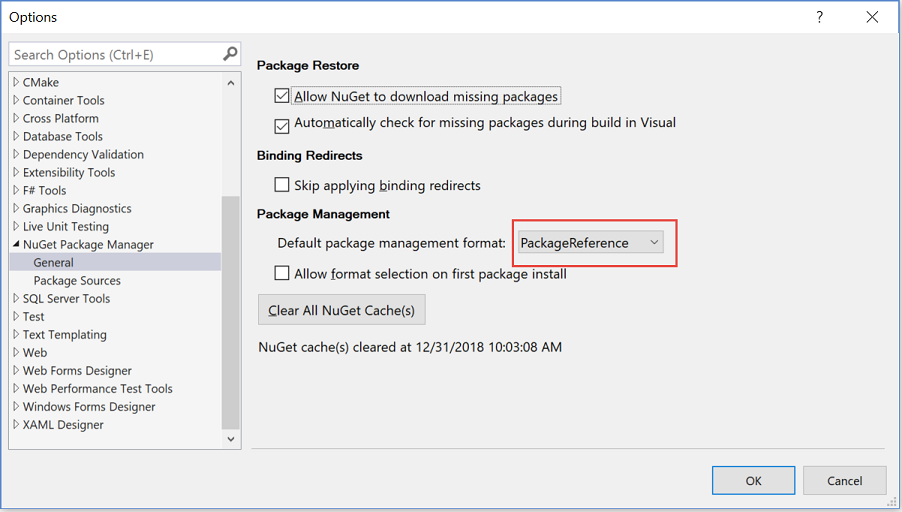 Options
?
Search Options (Ctrl+E)
CMake
Container Tools
Cross Platform
Database Tools
Dependency Validation
Extensibility Tools
F# Tools
Graphics Diagnostics
Live Unit Testing
NuGet Package Manager
General
Package Sources
SQL Server Tools
Test
Text Templating
Web
Web Forms Designer
Web Performance Test Tools
Windows Forms Designer
XAML Designer
Package Restore
Allow NuGet to download missing packages
Automatically check for missing packages during build in Visual
Binding Redirects
Skip applying binding redirects
Package Management
Default package management format: PackageReference
Allow format selection on first package install
Clear All NuGet Cache(s)
NuGet cache(s) cleared at 12/31/2018 10:03:08 AM
OK Cancel